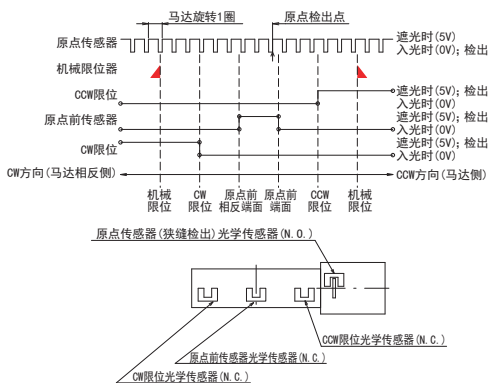 马达旋转1圈
原点检出点
原点传感器
遮光时(5V)
入光时(0V)；检出
机械限位器
CCW限位
遮光时(5V)；检出
入光时(0V)
原点前传感器
遮光时(5V)；检出
入光时(0V)
CW限位
遮光时(5V)；检出
入光时(0V)
CW方向(马达相反侧)
CCW方向(马达侧)
机械限位
CW限位
原点前相反端面
原点前端面
CCW限位
机械限位
原点传感器(狭缝检出)光学传感器(N.O.)
CCW限位光学传感器(N.C.)
原点前传感器光学传感器(N.C.)
CW限位光学传感器(N.C.)